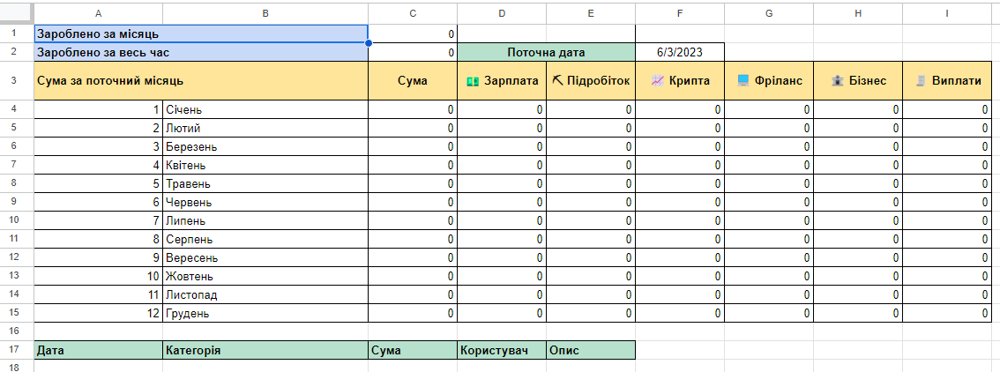 A B C D E F G H I
1 Зароблено за місяць 0
2 Зароблено за весь час 0 Поточна дата 6/3/2023
3 Сума за поточний місяць Сума 💵 Зарплата ⛏ Підробіток 📈 Крипта 🖥 Фріланс 🏦 Бізнес 🧾 Виплати
4 1 Січень 0 0 0 0 0 0 0
5 2 Лютий 0 0 0 0 0 0 0
6 3 Березень 0 0 0 0 0 0 0
7 4 Квітень 0 0 0 0 0 0 0
8 5 Травень 0 0 0 0 0 0 0
9 6 Червень 0 0 0 0 0 0 0
10 7 Липень 0 0 0 0 0 0 0
11 8 Серпень 0 0 0 0 0 0 0
12 9 Вересень 0 0 0 0 0 0 0
13 10 Жовтень 0 0 0 0 0 0 0
14 11 Листопад 0 0 0 0 0 0 0
15 12 Грудень 0 0 0 0 0 0 0
16
17 Дата Категорія Сума Користувач Опис
18